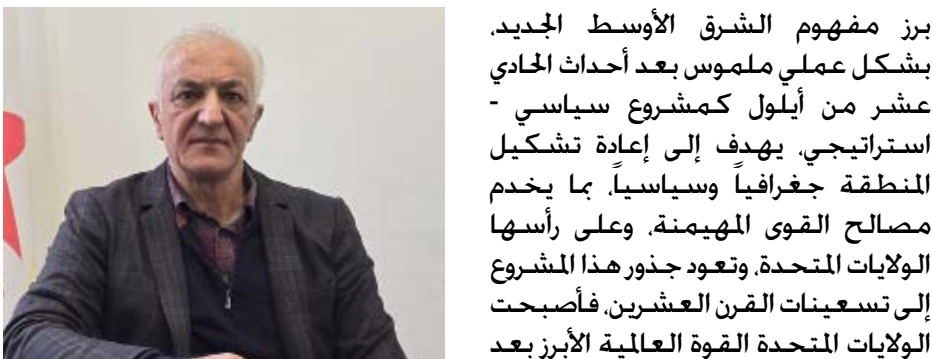 برز مفهوم الشرق الأوسط الجديد،
بشكل عملي ملموس بعد أحداث الحادي
عشر من أيلول كمشروع سياسي -
استراتيجي، يهدف إلى إعادة تشكيل
المنطقة جغرافياً وسياسياً، بما يخدم
مصالح القوى المهيمنة، وعلى رأسها
الولايات المتحدة، وتعود جذور هذا المشروع
إلى تسعينات القرن العشرين، فأصبحت
الولايات المتحدة القوة العالمية الأبرز بعد